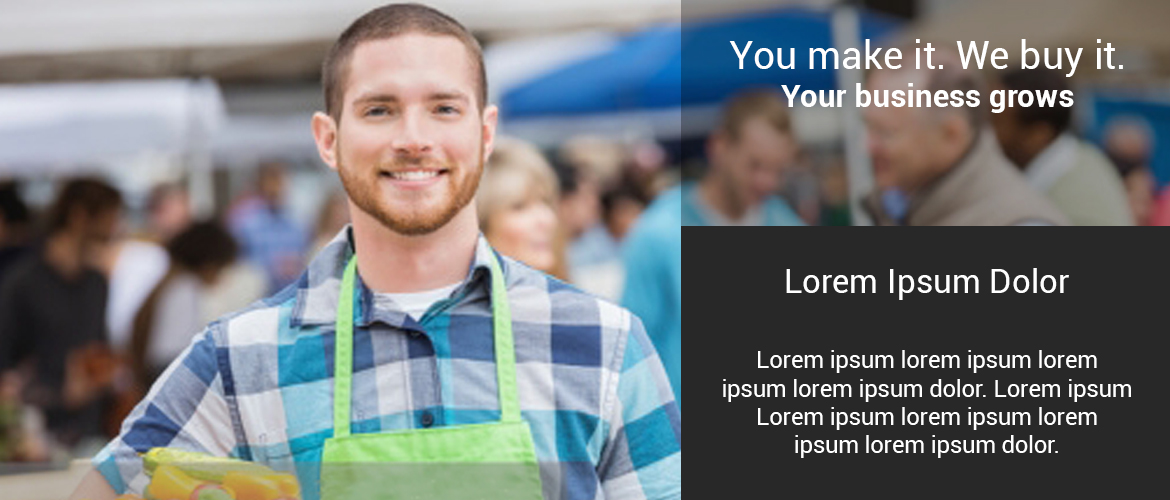 You make it. We buy it.
Your business grows
Lorem Ipsum Dolor
Lorem ipsum lorem ipsum lorem
ipsum lorem ipsum dolor. Lorem ipsum
Lorem ipsum lorem ipsum lorem
ipsum lorem ipsum dolor.